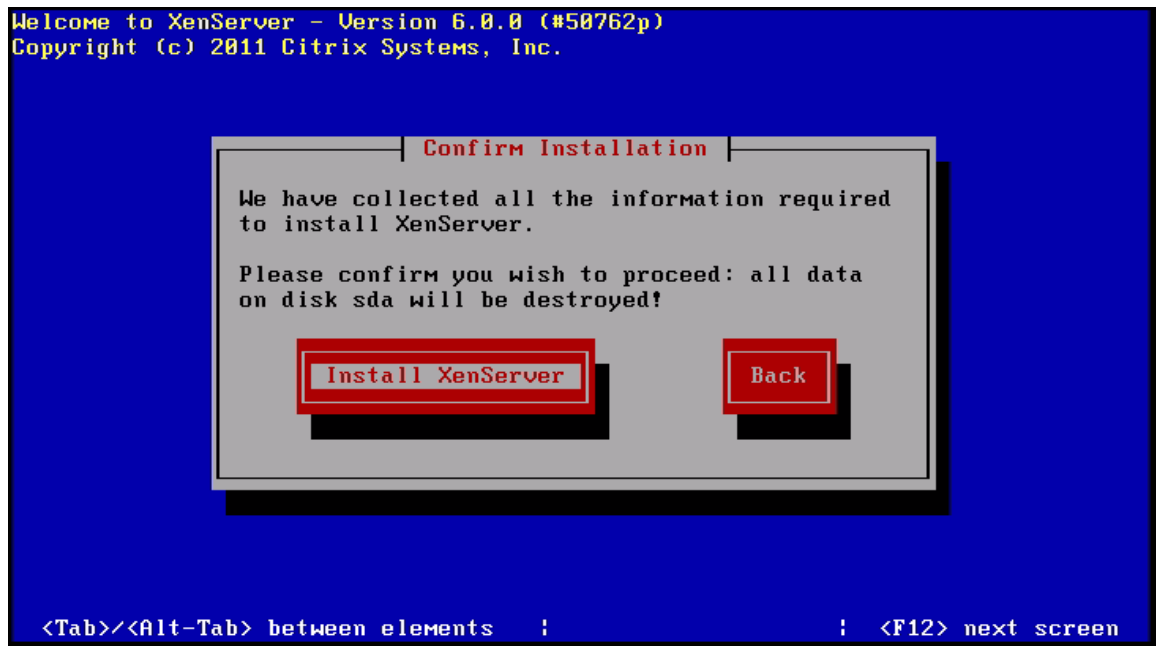 Welcome to XenServer - Version 6.0.0 (#50762p)
Copyright (c) 2011 Citrix Systems, Inc.
Confirm Installation
We have collected all the information required
to install XenServer.
Please confirm you wish to proceed: all data
on disk sda will be destroyed!
Install XenServer
Back
<Tab>/<Alt-Tab> between elements ¦ ¦ <F12> next screen